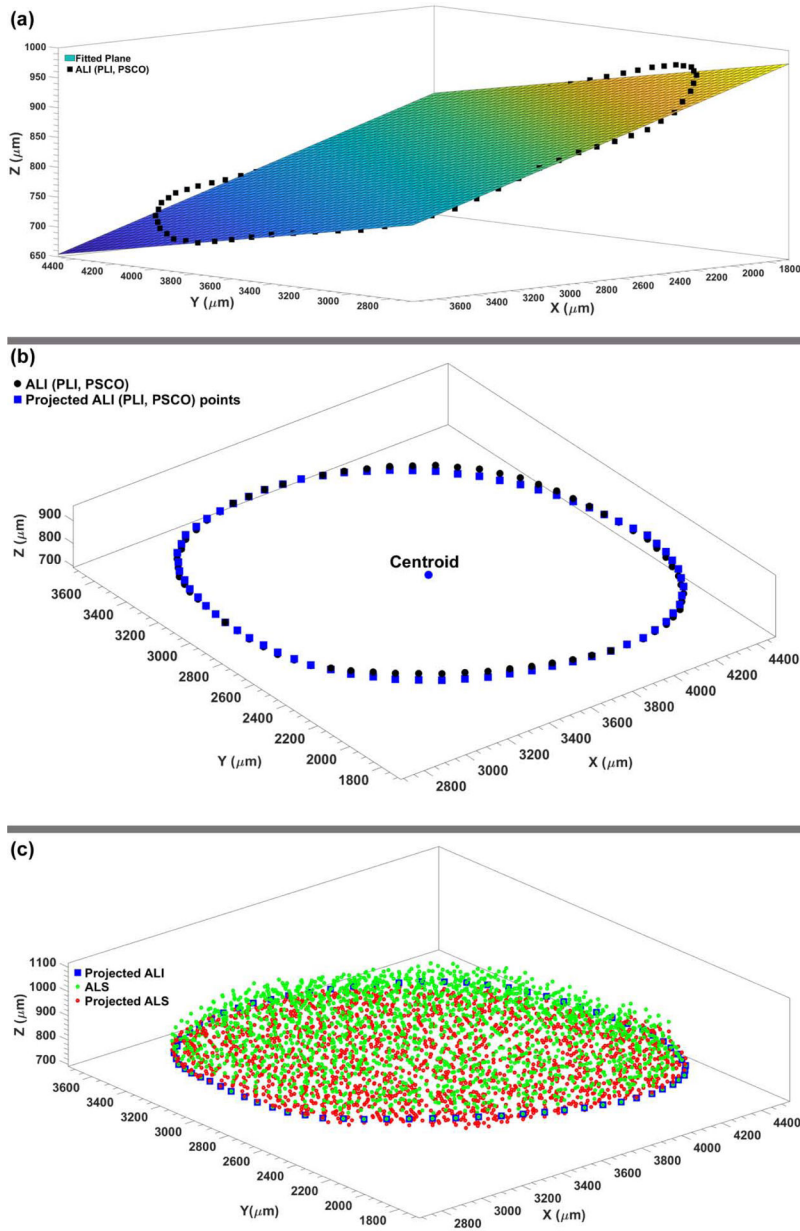 (a)
1000
950
900
850
800
750
700
650
Z (μm)
Fitted Plane
ALI (PLI, PSCO)
4400 4200 4000 3800 3600 3400 3200 3000 2800
Y (μm)
3600 3400 3200 3000 2800 2600 2400 2200 2000 1800
X (μm)
(b)
ALI (PLI, PSCO)
Projected ALI (PLI, PSCO) points
Centroid
900
800
700
Z (μm)
3600 3400 3200 3000 2800 2600 2400 2200 2000 1800
Y (μm)
2800 3000 3200 3400 3600 3800 4000 4200 4400
X (μm)
(c)
1100
1000
900
800
700
Z (μm)
Projected ALI
ALS
Projected ALS
3600 3400 3200 3000 2800 2600 2400 2200 2000 1800
Y(μm)
2800 3000 3200 3400 3600 3800 4000 4200 4400
X (μm)